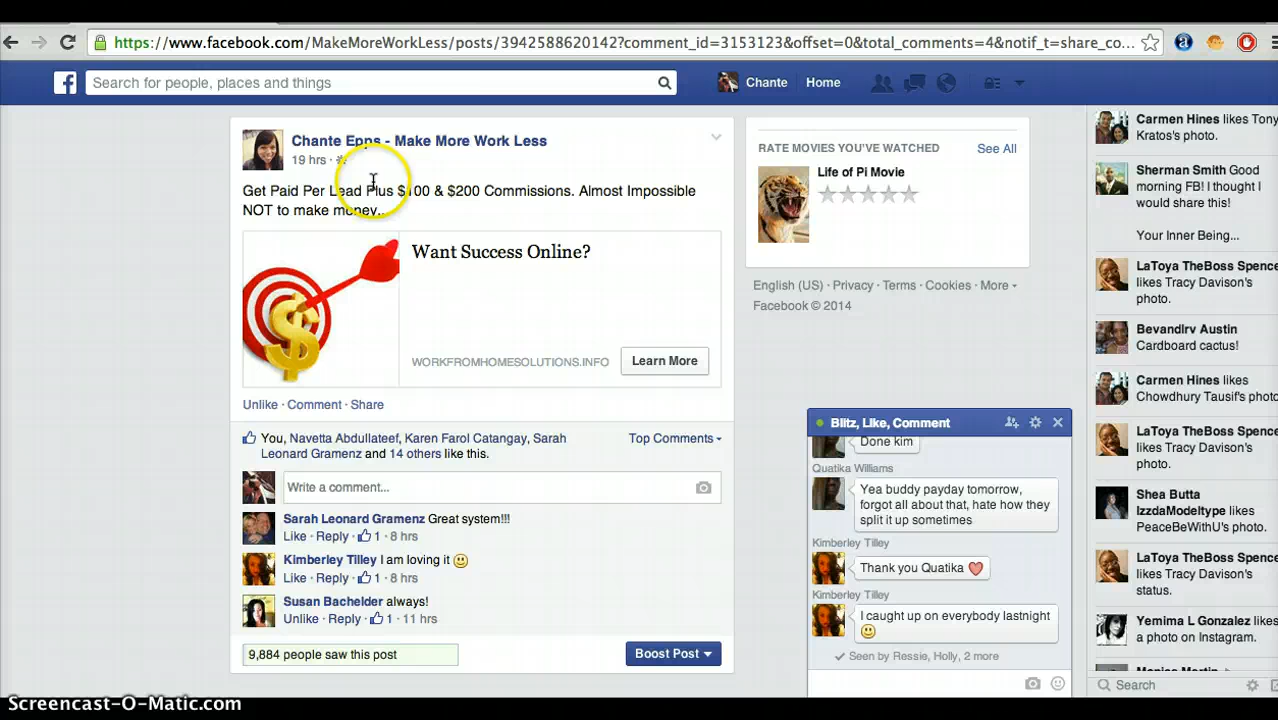 https://www.facebook.com/MakeMoreWorkLess/posts/3942588620142?comment_id=3153123&offset=0&total_comments=4&notif_t=share_co...
Search for people, places and things
Chante
Home
Chante Epps - Make More Work Less
19 hrs ·
Get Paid Per Lead Plus $100 & $200 Commissions. Almost Impossible
NOT to make money...
Want Success Online?
WORKFROMHOMESOLUTIONS.INFO
Learn More
Unlike · Comment · Share
You, Navetta Abdullateef, Karen Farol Catangay, Sarah
Leonard Gramenz and 14 others like this.
Top Comments
Write a comment...
Sarah Leonard Gramenz Great system!!!
Like · Reply · 1 · 8 hrs
Kimberley Tilley I am loving it
Like · Reply · 1 · 8 hrs
Susan Bachelder always!
Unlike · Reply · 1 · 11 hrs
9,884 people saw this post
Boost Post
RATE MOVIES YOU'VE WATCHED
See All
Life of Pi Movie
English (US) · Privacy · Terms · Cookies · More
Facebook © 2014
Blitz, Like, Comment
Done kim
Quatika Williams
Yea buddy payday tomorrow,
forgot all about that, hate how they
split it up sometimes
Kimberley Tilley
Thank you Quatika
Kimberley Tilley
I caught up on everybody lastnight
Seen by Ressie, Holly, 2 more
Carmen Hines likes Tony
Kratos's photo.
Sherman Smith Good
morning FB! I thought I
would share this!
Your Inner Being...
LaToya TheBoss Spence
likes Tracy Davison's
photo.
Bevandlrv Austin
Cardboard cactus!
Carmen Hines likes
Chowdhury Tausif's photo
LaToya TheBoss Spence
likes Tracy Davison's
photo.
Shea Butta
IzzdaModeltype likes
PeaceBeWithU's photo.
LaToya TheBoss Spence
likes Tracy Davison's
status.
Yemima L Gonzalez likes
a photo on Instagram.
Search
Screencast-O-Matic.com